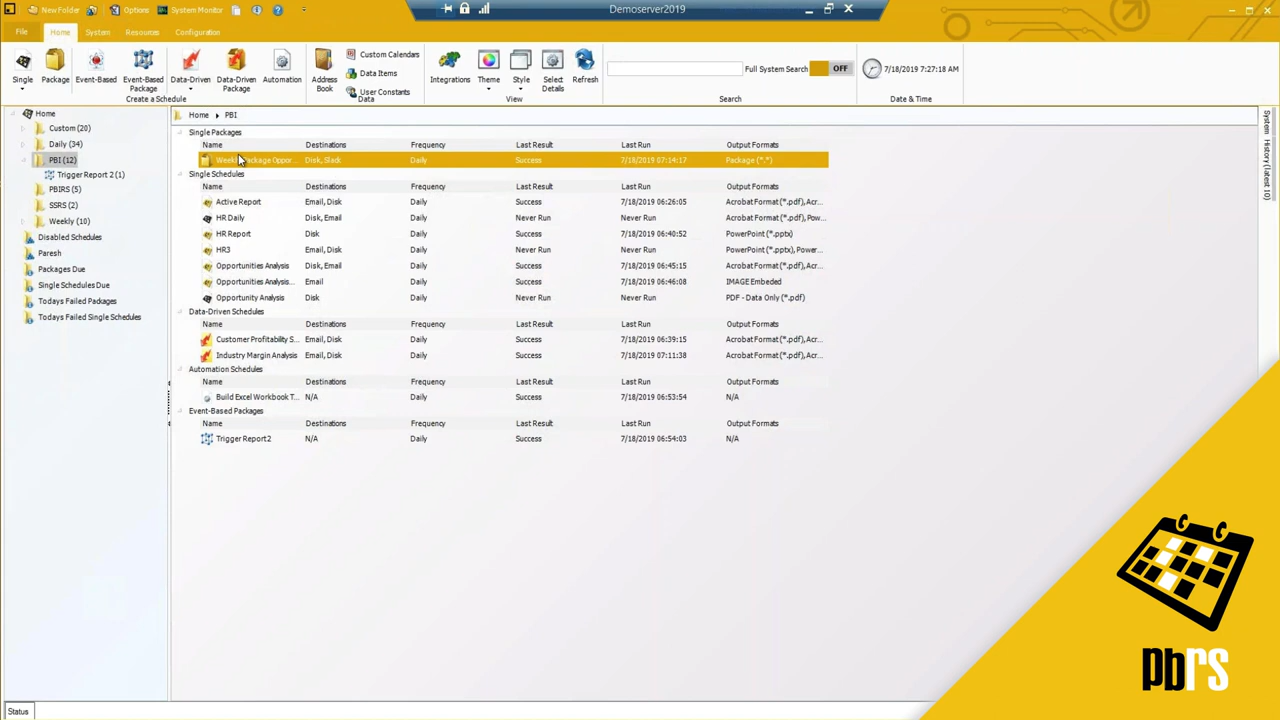 New Folder Options System Monitor
Demoserver2019
File Home System Resources Configuration
Single Package Event-Based Event-Based Package Data-Driven Data-Driven Package Automation
Create a Schedule
Address Book Custom Calendars Data Items User Constants
Data
Integrations Theme Style Select Details Refresh
View
Full System Search OFF
Search
7/18/2019 7:27:18 AM
Date & Time
Home
Custom (20)
Daily (34)
PBI (12)
Trigger Report 2 (1)
PBIRS (5)
SSRS (2)
Weekly (10)
Disabled Schedules
Paresh
Packages Due
Single Schedules Due
Todays Failed Packages
Todays Failed Single Schedules
Home PBI
Single Packages
Name Destinations Frequency Last Result Last Run Output Formats
Package Oppor... Disk, Slack Daily Success 7/18/2019 07:14:17 Package (*.*)
Single Schedules
Name Destinations Frequency Last Result Last Run Output Formats
Active Report Email, Disk Daily Success 7/18/2019 06:26:05 Acrobat Format (*.pdf), Acr...
HR Daily Disk, Email Daily Never Run Never Run Acrobat Format (*.pdf), Pow...
HR Report Disk Daily Success 7/18/2019 06:40:52 PowerPoint (*.pptx)
HR3 Email, Disk Daily Never Run Never Run PowerPoint (*.pptx), Power...
Opportunities Analysis Disk, Email Daily Success 7/18/2019 06:45:15 Acrobat Format (*.pdf), Acr...
Opportunities Analysis... Email Daily Success 7/18/2019 06:46:08 IMAGE Embeded
Opportunity Analysis Disk Daily Never Run Never Run PDF - Data Only (*.pdf)
Data-Driven Schedules
Name Destinations Frequency Last Result Last Run Output Formats
Customer Profitability S... Email, Disk Daily Success 7/18/2019 06:39:15 Acrobat Format (*.pdf), Acr...
Industry Margin Analysis Email, Disk Daily Success 7/18/2019 07:11:38 Acrobat Format (*.pdf), Acr...
Automation Schedules
Name Destinations Frequency Last Result Last Run Output Formats
Build Excel Workbook T... N/A Daily Success 7/18/2019 06:53:54 N/A
Event-Based Packages
Name Destinations Frequency Last Result Last Run Output Formats
Trigger Report2 N/A Daily Success 7/18/2019 06:54:03 N/A
System History (latest 10)
pbrs
Status